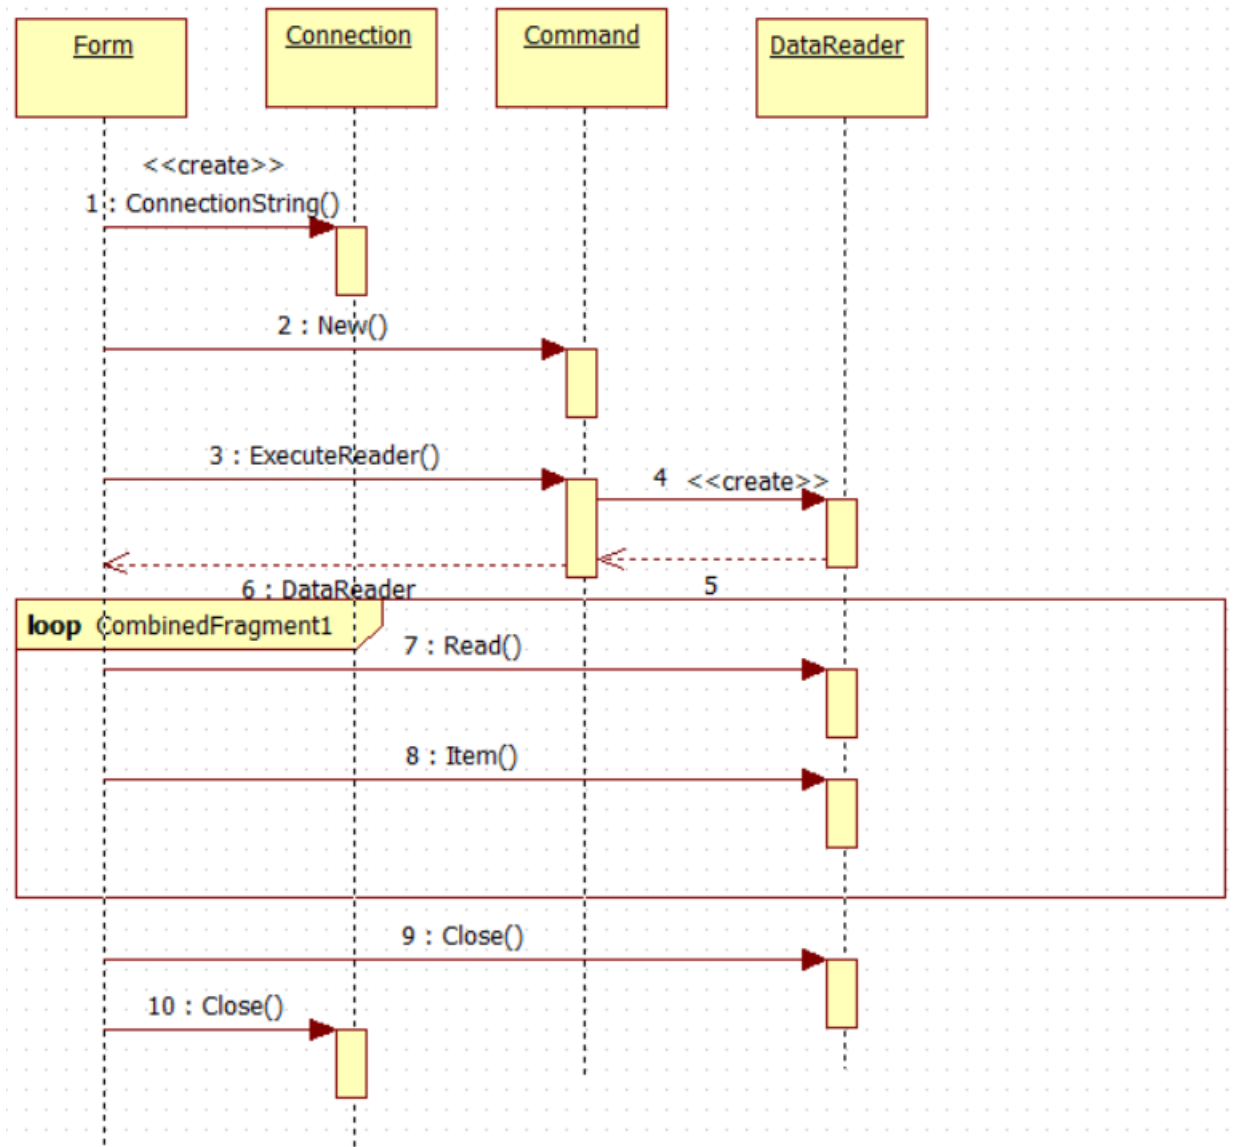 Form
Connection
Command
DataReader
<<create>>
1 : ConnectionString()
2 : New()
3 : ExecuteReader()
4 <<create>>
5
6 : DataReader
loop CombinedFragment1
7 : Read()
8 : Item()
9 : Close()
10 : Close()